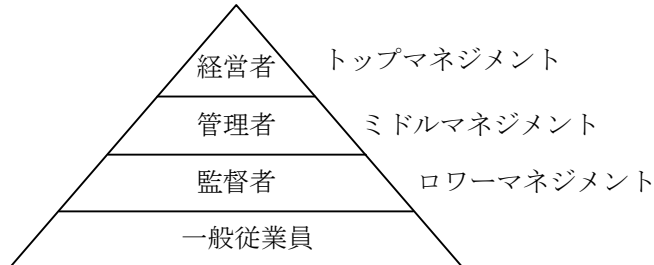 経営者 トップマネジメント
管理者 ミドルマネジメント
監督者 ロワーマネジメント
一般従業員